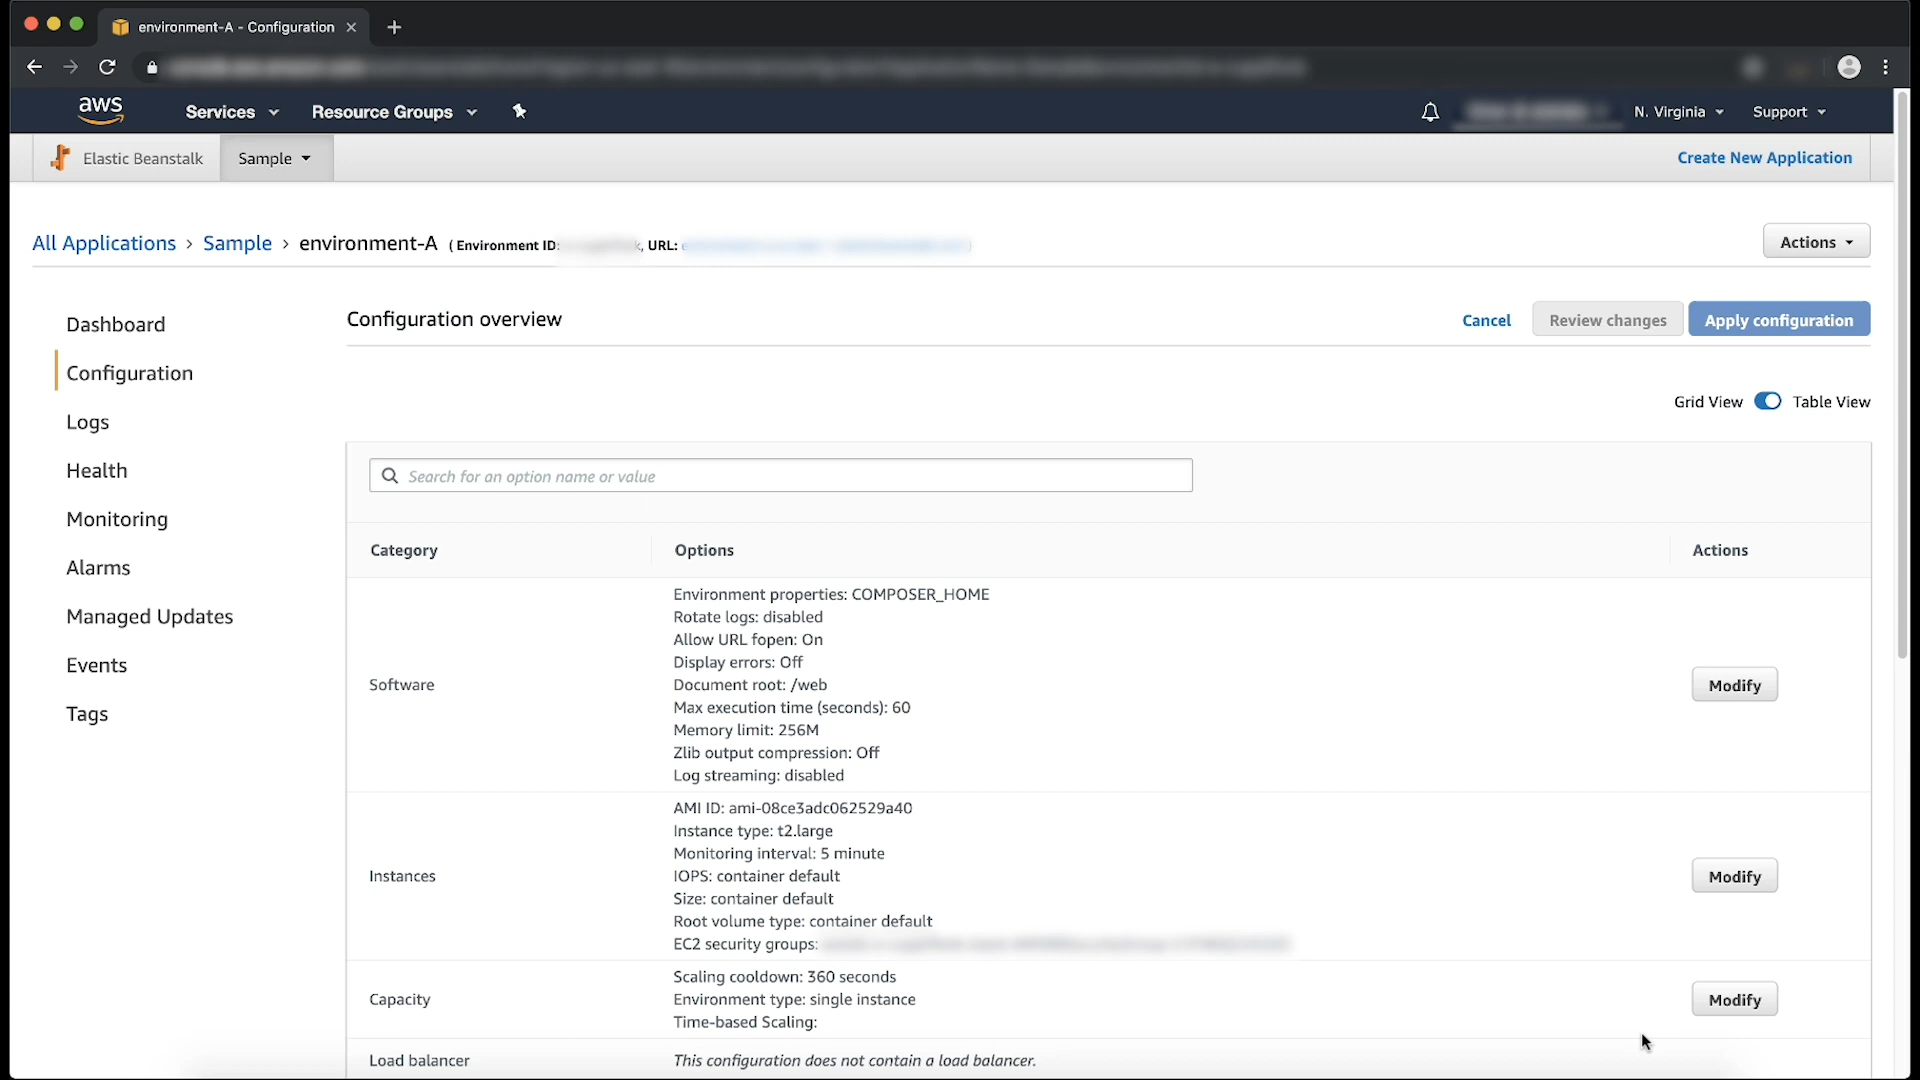 environment-A - Configuration
aws
Services
Resource Groups
N. Virginia
Support
Elastic Beanstalk
Sample
Create New Application
All Applications › Sample › environment-A ( Environment ID: , URL: )
Actions
Dashboard
Configuration
Logs
Health
Monitoring
Alarms
Managed Updates
Events
Tags
Configuration overview
Cancel
Review changes
Apply configuration
Grid View
Table View
Search for an option name or value
Category
Options
Actions
Software
Environment properties: COMPOSER_HOME
Rotate logs: disabled
Allow URL fopen: On
Display errors: Off
Document root: /web
Max execution time (seconds): 60
Memory limit: 256M
Zlib output compression: Off
Log streaming: disabled
Modify
Instances
AMI ID: ami-08ce3adc062529a40
Instance type: t2.large
Monitoring interval: 5 minute
IOPS: container default
Size: container default
Root volume type: container default
EC2 security groups:
Modify
Capacity
Scaling cooldown: 360 seconds
Environment type: single instance
Time-based Scaling:
Modify
Load balancer
This configuration does not contain a load balancer.